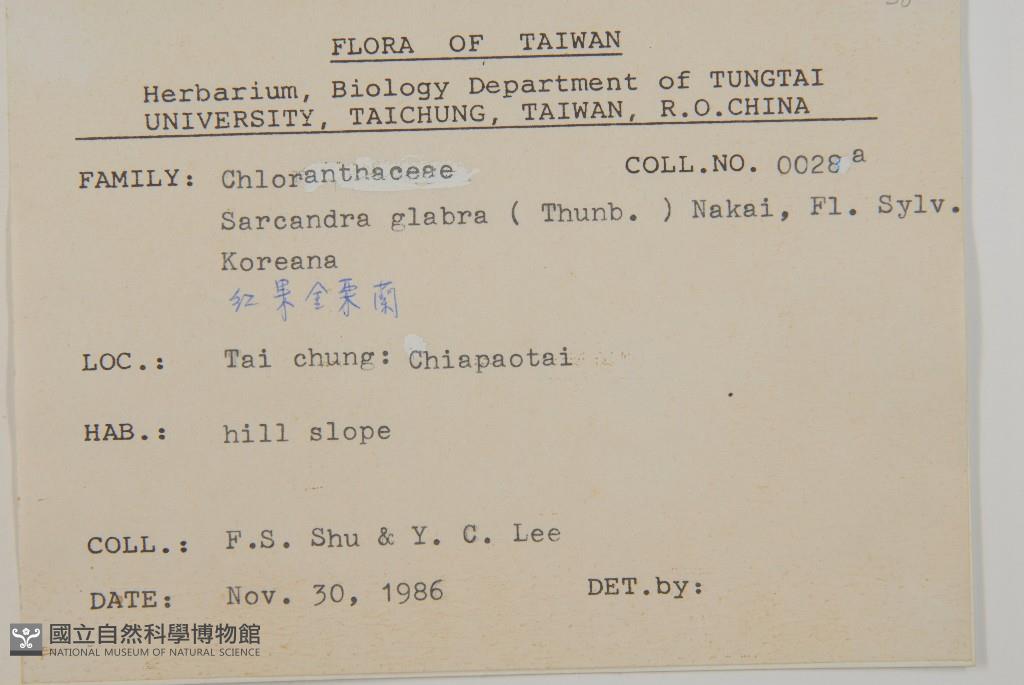 FLORA OF TAIWAN
Herbarium, Biology Department of TUNGTAI
UNIVERSITY, TAICHUNG, TAIWAN, R.O.CHINA
FAMILY: Chloranthaceae COLL.NO. 0028a
Sarcandra glabra ( Thunb. ) Nakai, Fl. Sylv.
Koreana
紅果金栗蘭
LOC.: Tai chung: Chiapaotai
HAB.: hill slope
COLL.: F.S. Shu & Y. C. Lee
DATE: Nov. 30, 1986 DET.by:
國立自然科學博物館
NATIONAL MUSEUM OF NATURAL SCIENCE